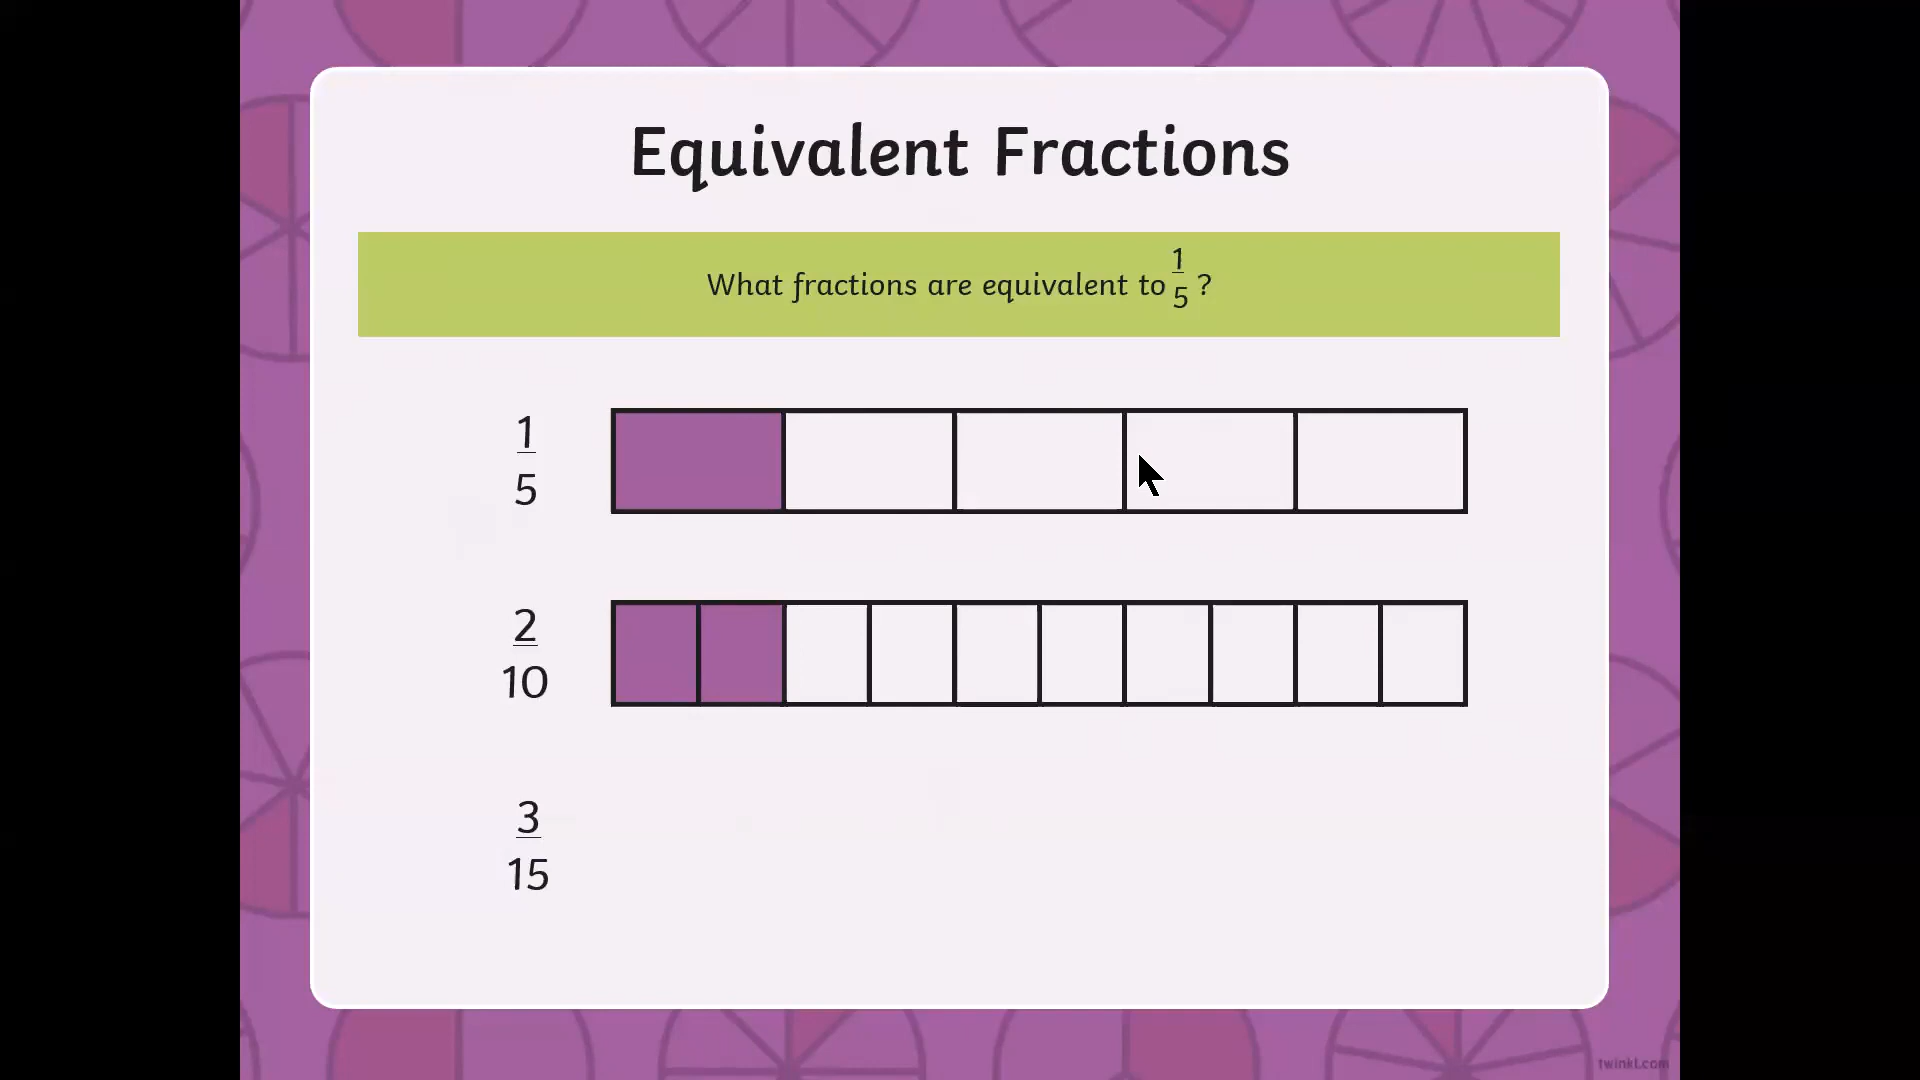 Equivalent Fractions
What fractions are equivalent to 1/5 ?
1
5
2
10
3
15
twinkl.com